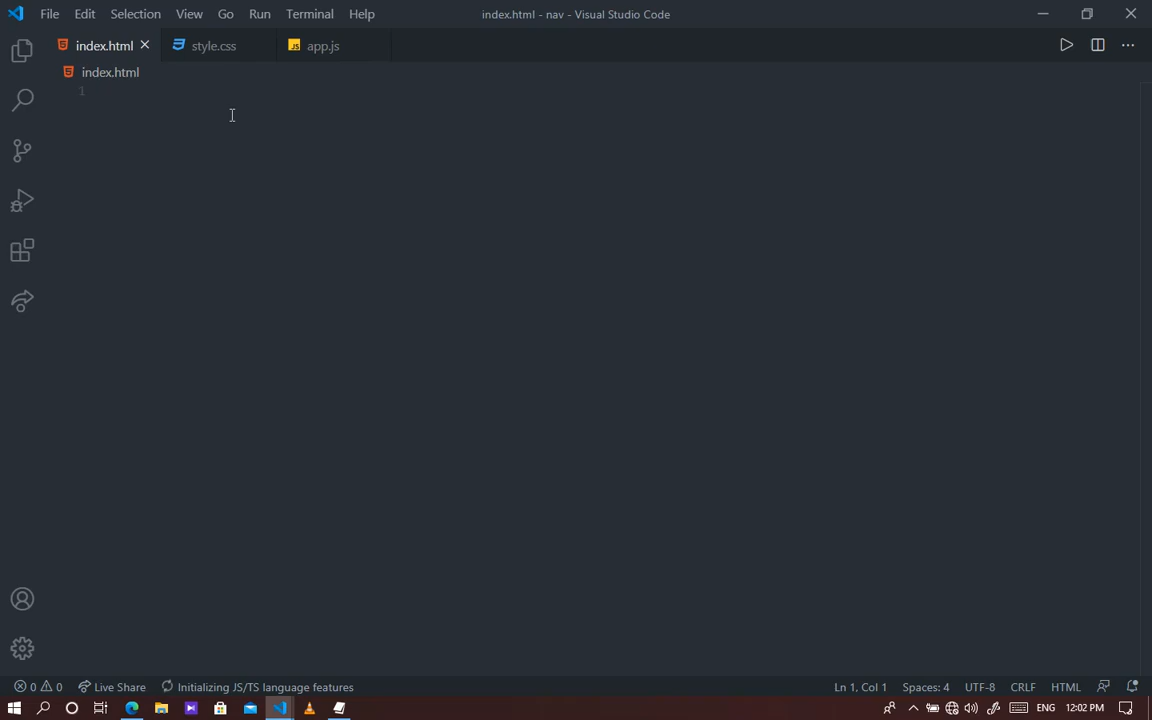 File Edit Selection View Go Run Terminal Help index.html - nav - Visual Studio Code
index.html style.css JS app.js
index.html
1
0 0 Live Share Initializing JS/TS language features Ln 1, Col 1 Spaces: 4 UTF-8 CRLF HTML
ENG 12:02 PM